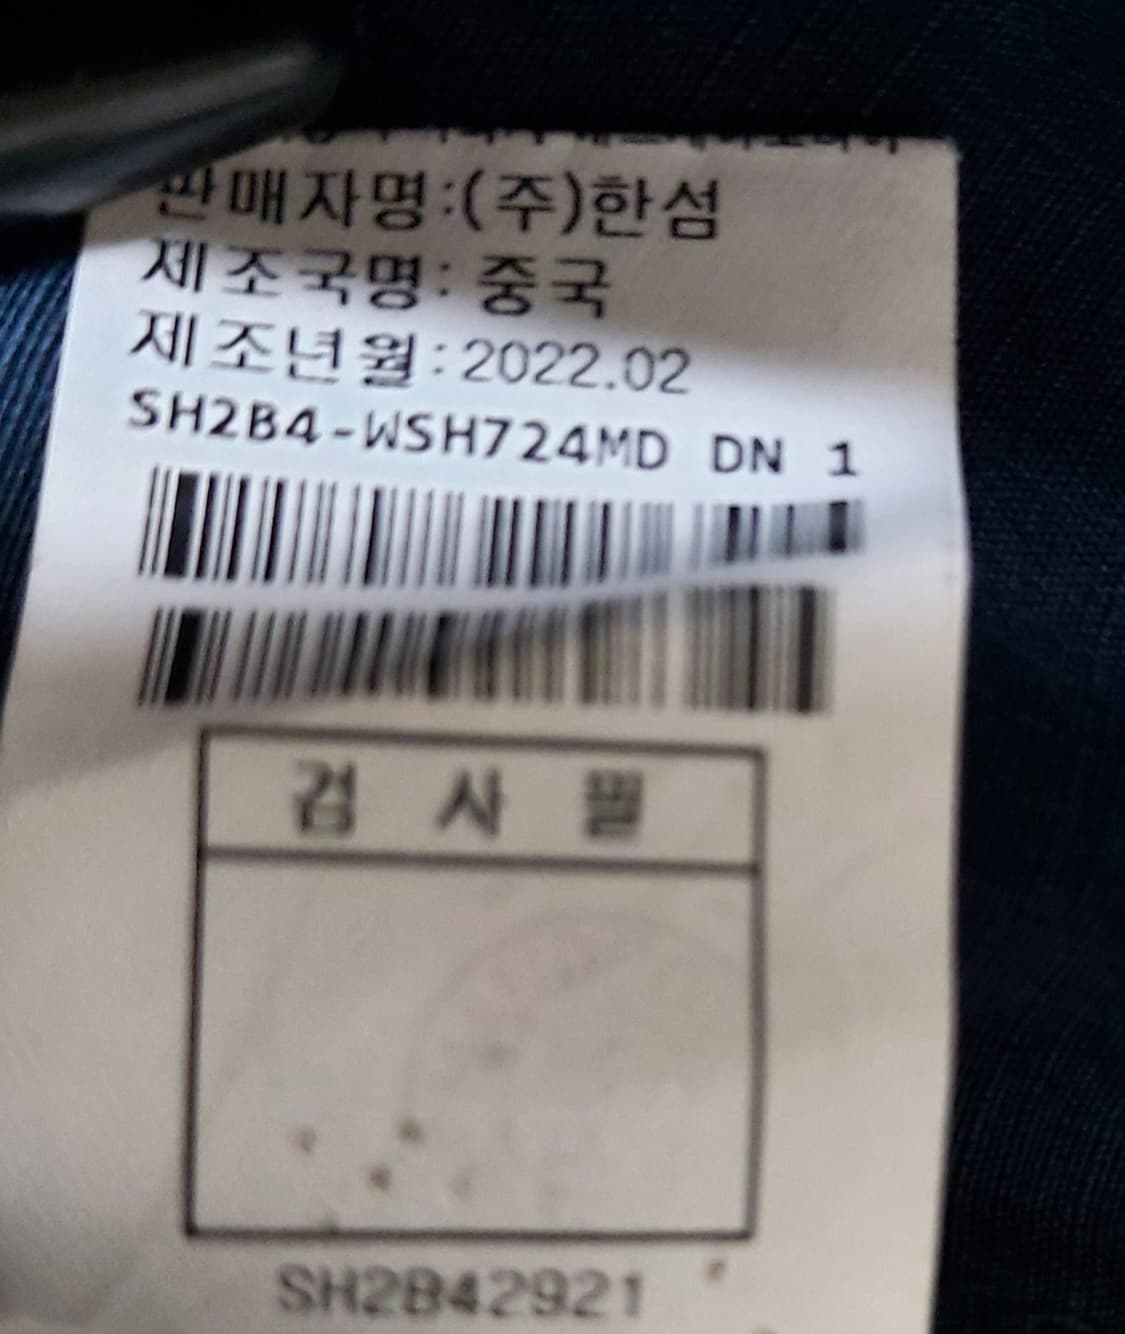 판매자명:(주)한섬
제조국명: 중국
제조년월:2022.02
SH2B4-WSH724MD DN 1
검 사 필
SH2B42921